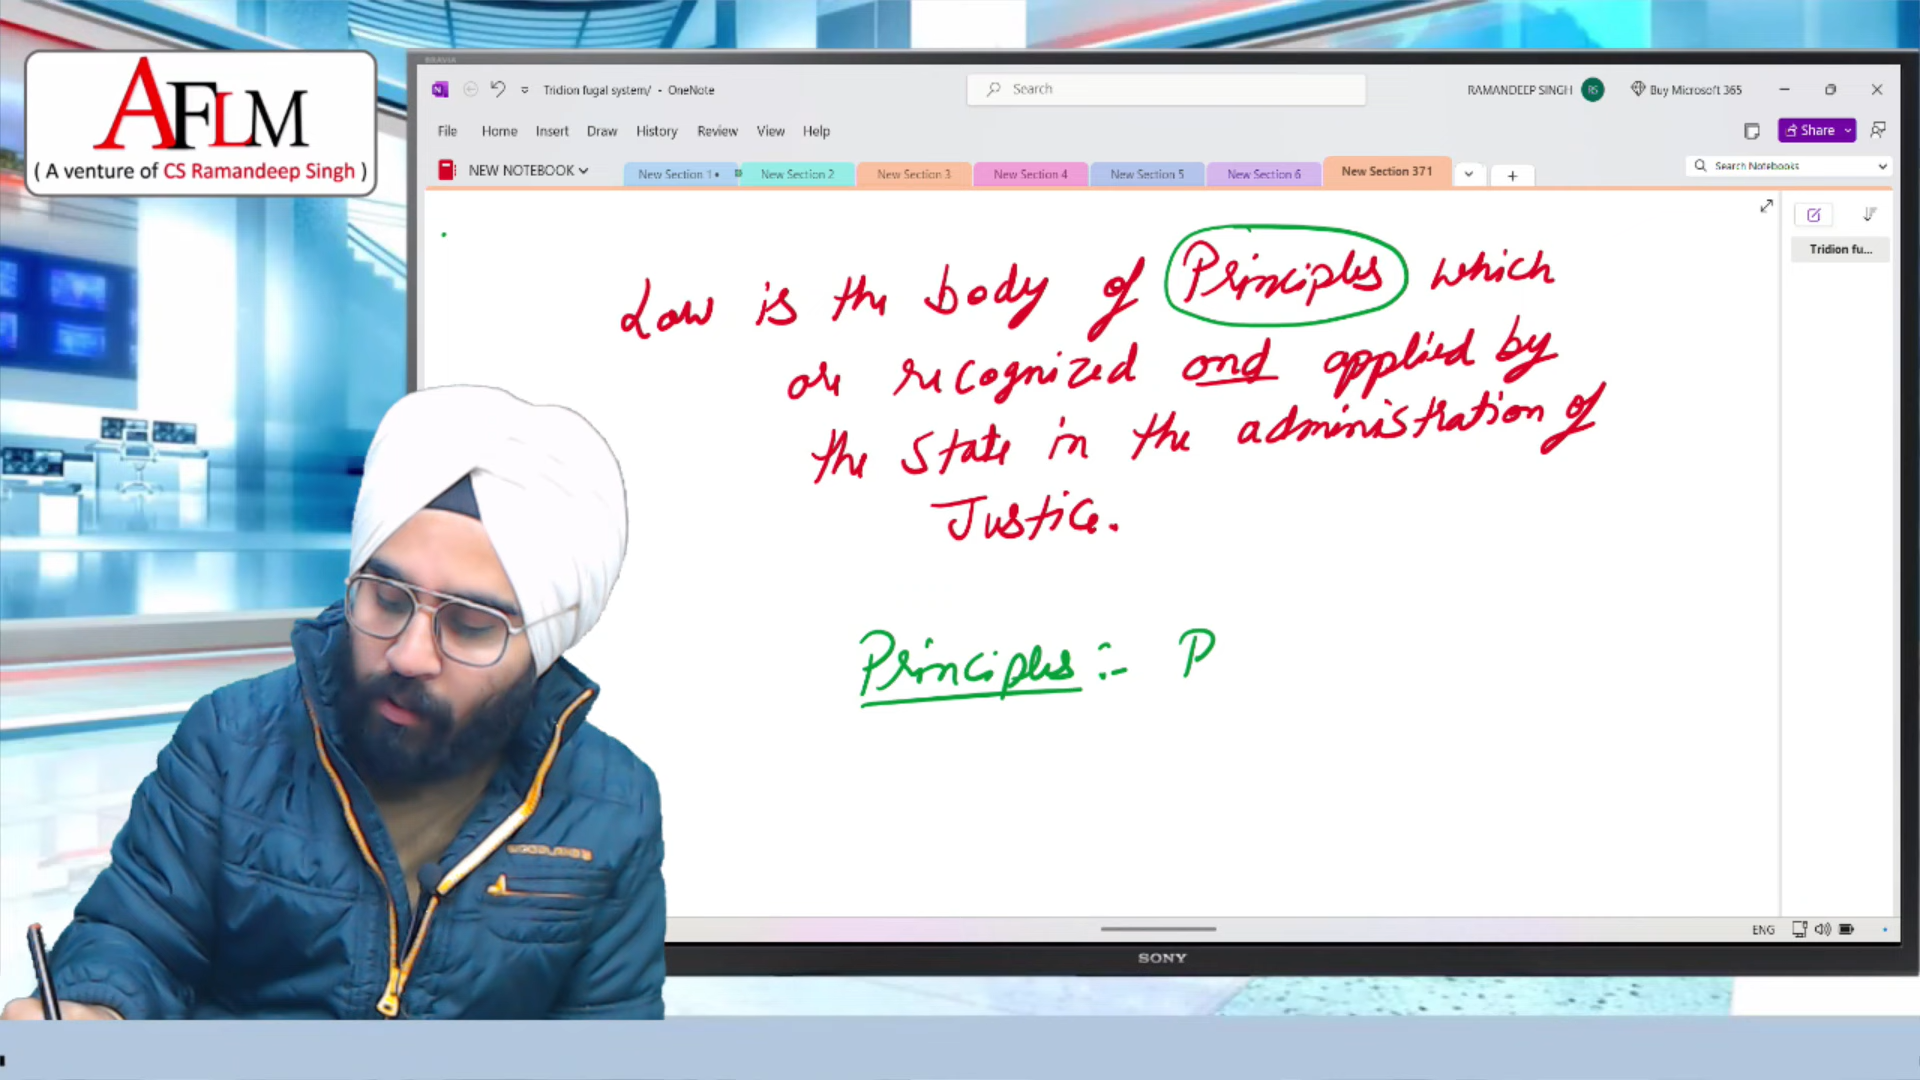 BRAVIA
AFLM
( A venture of CS Ramandeep Singh )
Tridion fugal system/ - OneNote
Search
RAMANDEEP SINGH RS
Buy Microsoft 365
File Home Insert Draw History Review View Help
Share
NEW NOTEBOOK
New Section 1 New Section 2 New Section 3 New Section 4 New Section 5 New Section 6 New Section 371
Search Notebooks
Tridion fu...
Law is the body of Principles which
are recognized and applied by
the State in the administration of
Justice.
Principles :- P
ENG
SONY